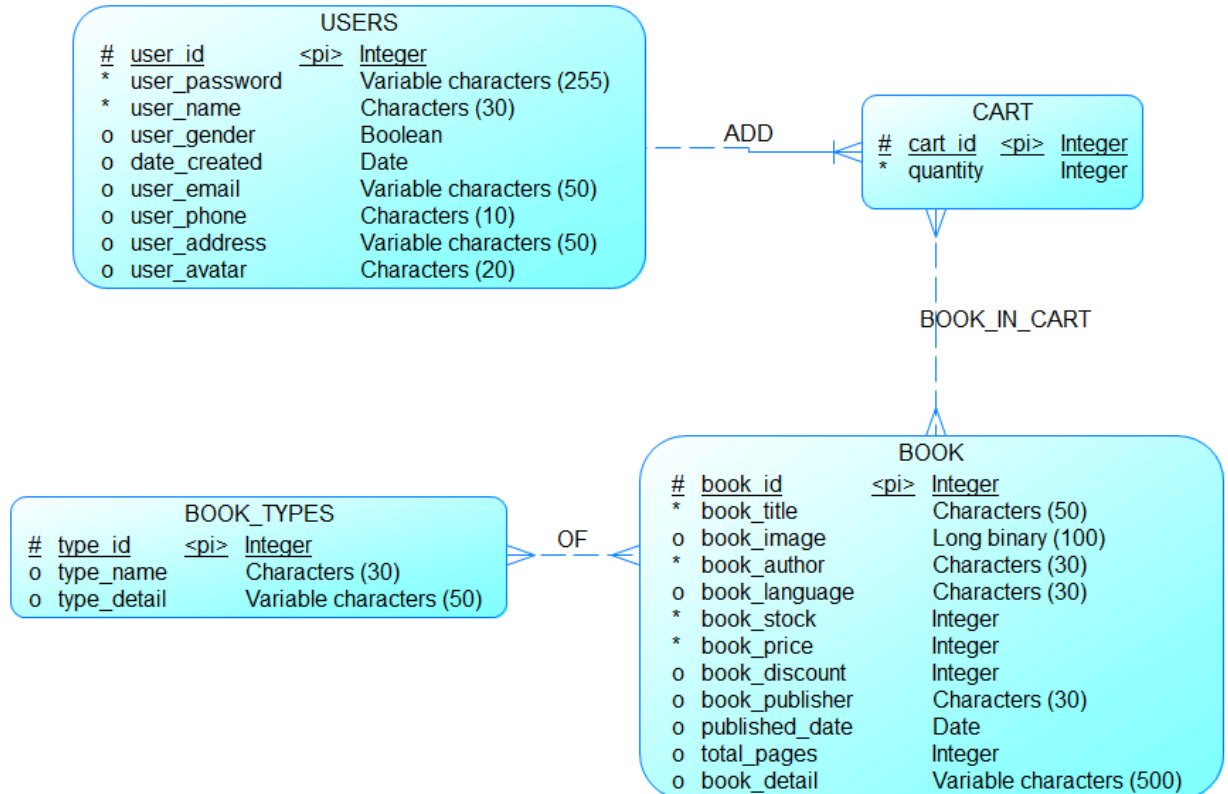 USERS
# user_id <pi> Integer
* user_password Variable characters (255)
* user_name Characters (30)
o user_gender Boolean
o date_created Date
o user_email Variable characters (50)
o user_phone Characters (10)
o user_address Variable characters (50)
o user_avatar Characters (20)
ADD
CART
# cart_id <pi> Integer
* quantity Integer
BOOK_IN_CART
BOOK_TYPES
# type_id <pi> Integer
o type_name Characters (30)
o type_detail Variable characters (50)
OF
BOOK
# book_id <pi> Integer
* book_title Characters (50)
o book_image Long binary (100)
* book_author Characters (30)
o book_language Characters (30)
* book_stock Integer
* book_price Integer
o book_discount Integer
o book_publisher Characters (30)
o published_date Date
o total_pages Integer
o book_detail Variable characters (500)